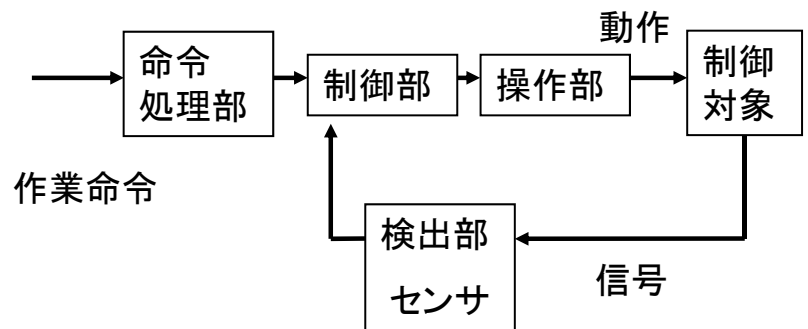 動作
命令
処理部
制御部
操作部
制御
対象
作業命令
検出部
センサ
信号